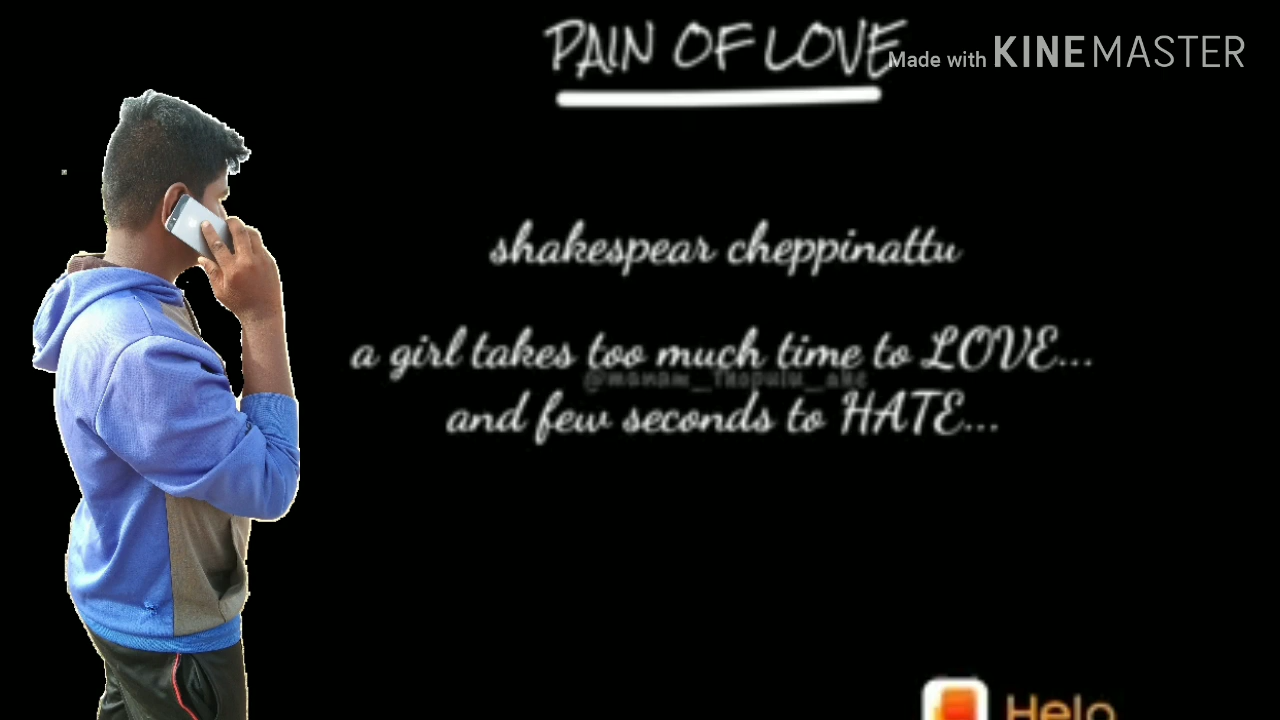 PAIN OF LOVE
Made with KINEMASTER
shakespear cheppinattu
a girl takes too much time to LOVE...
and few seconds to HATE...
Helo